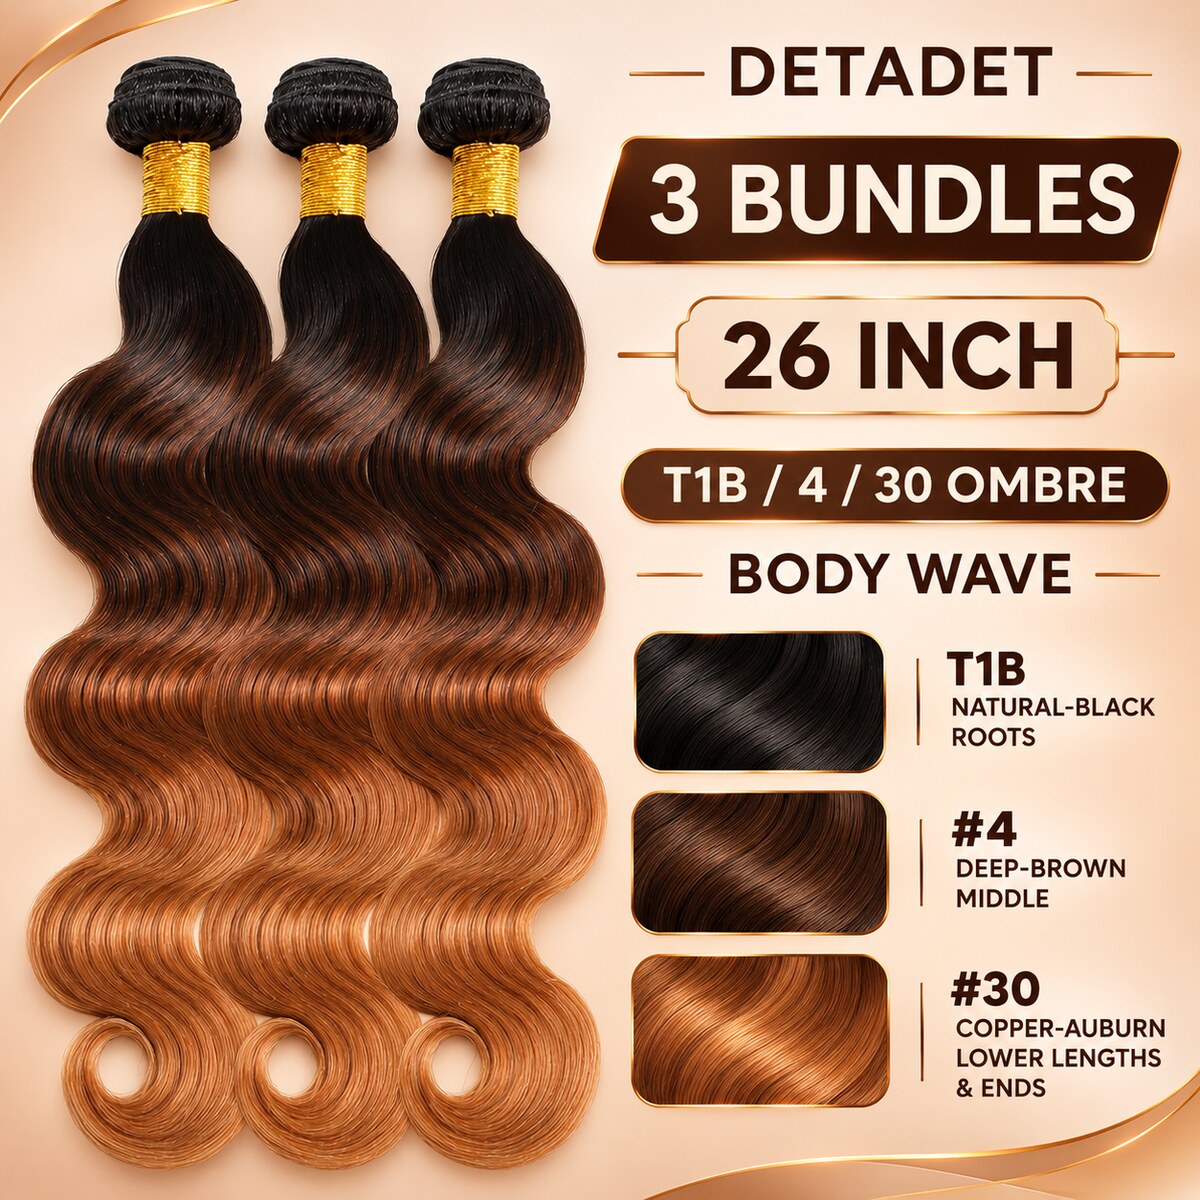 DETADET
3 BUNDLES
26 INCH
T1B / 4 / 30 OMBRE
BODY WAVE
T1B
NATURAL-BLACK
ROOTS
#4
DEEP-BROWN
MIDDLE
#30
COPPER-AUBURN
LOWER LENGTHS
& ENDS